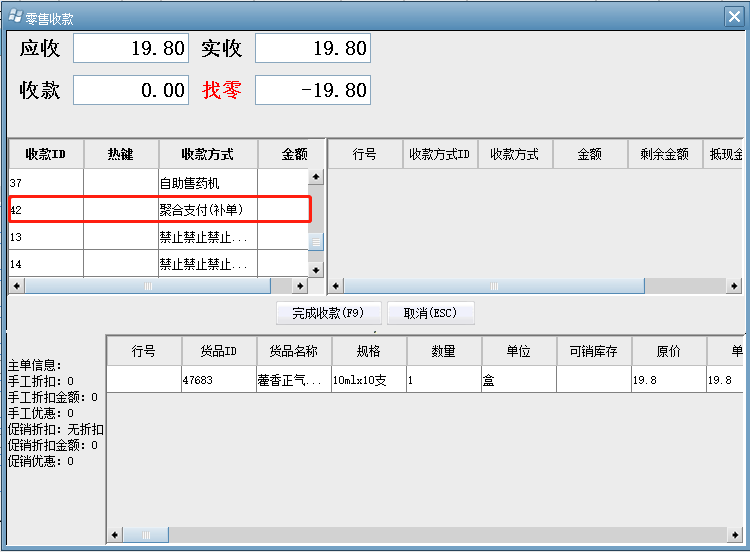 零售收款
应收 19.80 实收 19.80
收款 0.00 找零 -19.80
收款ID 热键 收款方式 金额
37 自助售药机
42 聚合支付(补单)
13 禁止禁止禁止...
14 禁止禁止禁止...
行号 收款方式ID 收款方式 金额 剩余金额 抵现金
完成收款(F9) 取消(ESC)
主单信息:
手工折扣: 0
手工折扣金额: 0
手工优惠: 0
促销折扣: 无折扣
促销折扣金额: 0
促销优惠: 0
行号 货品ID 货品名称 规格 数量 单位 可销库存 原价 单
47683 藿香正气... 10mlx10支 1 盒 19.8 19.8